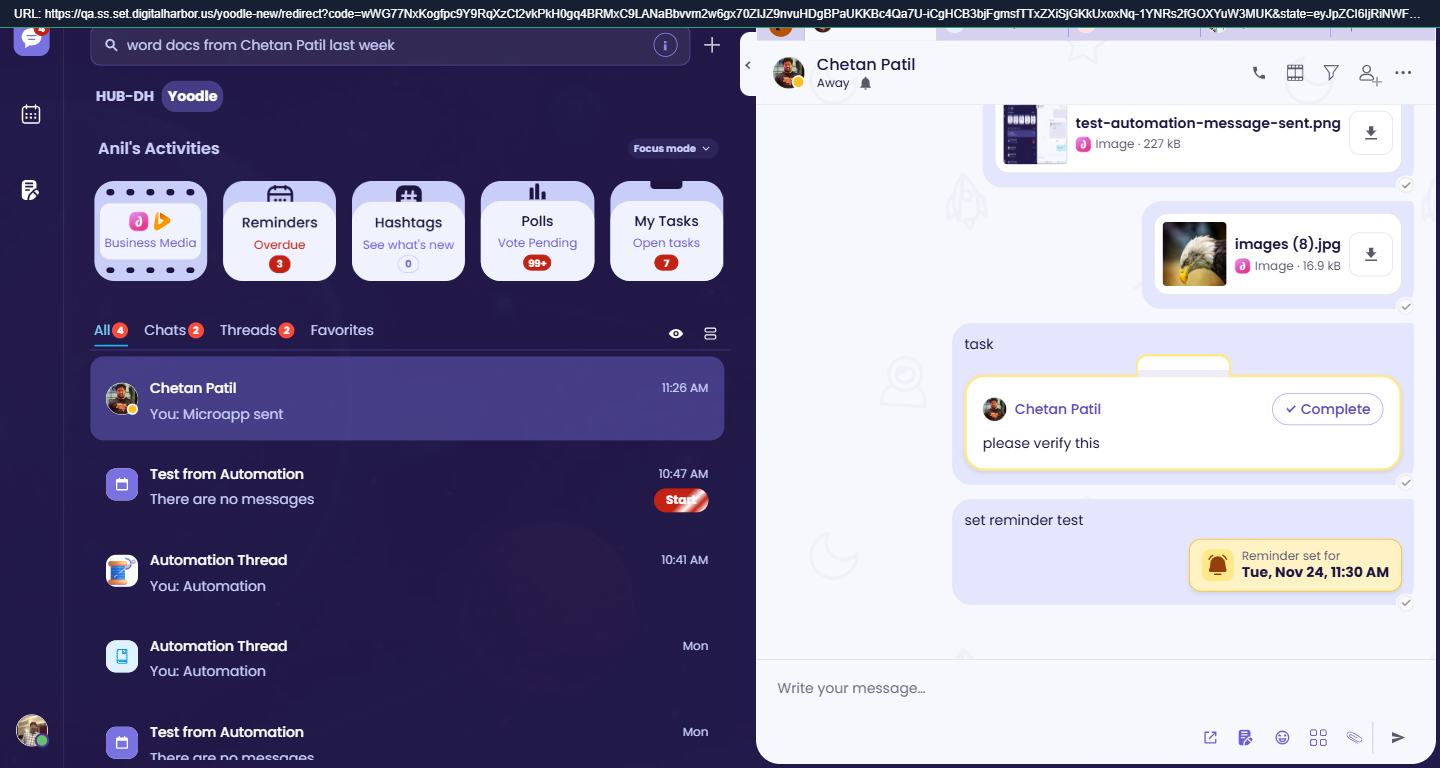 URL: https://qa.ss.set.digitalharbor.us/yoodle-new/redirect?code=
4
word docs from Chetan Patil last week
HUB-DH Yoodle
Anil's Activities
Focus mode
Business Media
Reminders
Overdue
3
Hashtags
See what's new
0
Polls
Vote Pending
99+
My Tasks
Open tasks
7
All 4 Chats 2 Threads 2 Favorites
Chetan Patil 11:26 AM
You: Microapp sent
Test from Automation 10:47 AM
There are no messages Start
Automation Thread 10:41 AM
You: Automation
Automation Thread Mon
You: Automation
Test from Automation Mon
There are no messages
Chetan Patil
Away
test-automation-message-sent.png
Image · 227 kB
images (8).jpg
Image · 16.9 kB
task
Chetan Patil Complete
please verify this
set reminder test
Reminder set for
Tue, Nov 24, 11:30 AM
Write your message...